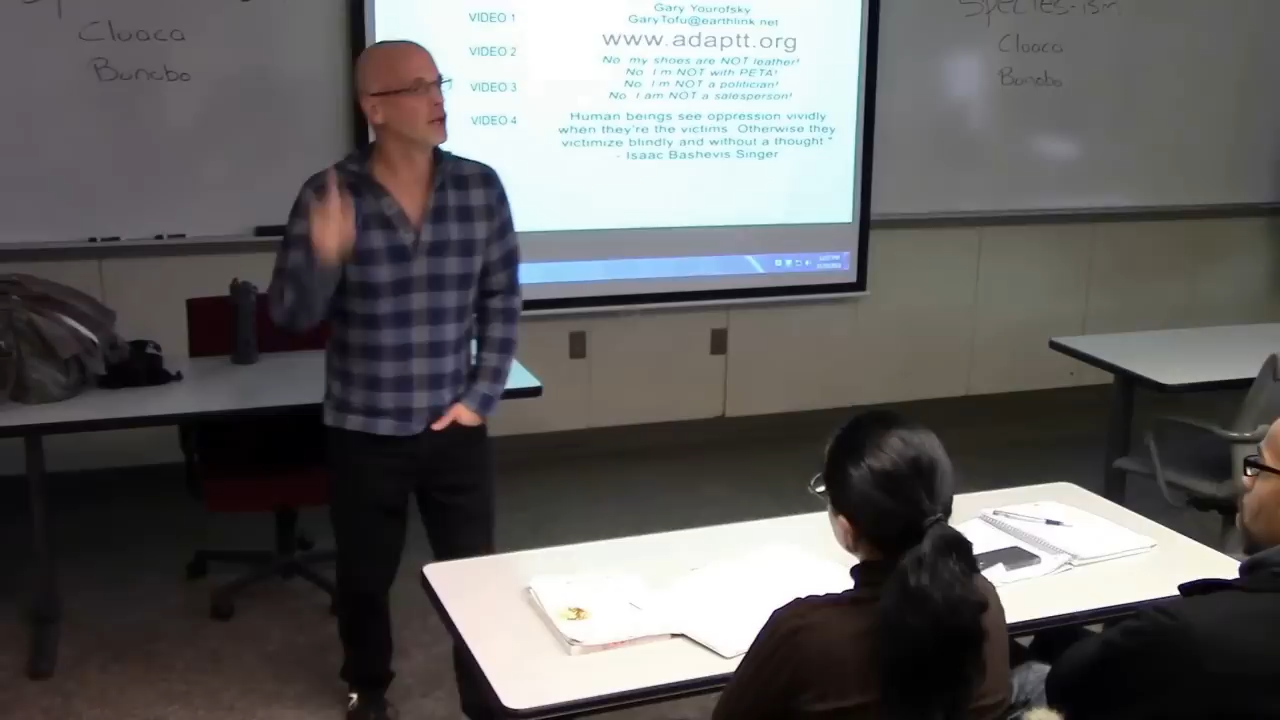 Cloaca
Bonobo
VIDEO 1
VIDEO 2
VIDEO 3
VIDEO 4
Gary Yourofsky
GaryTofu@earthlink.net
www.adaptt.org
No, my shoes are NOT leather!
No, I'm NOT with PETA!
No, I'm NOT a politician!
No, I am NOT a salesperson!
Human beings see oppression vividly
when they're the victims. Otherwise they
victimize blindly and without a thought."
- Isaac Bashevis Singer
Species-ism
Cloaca
Bonobo